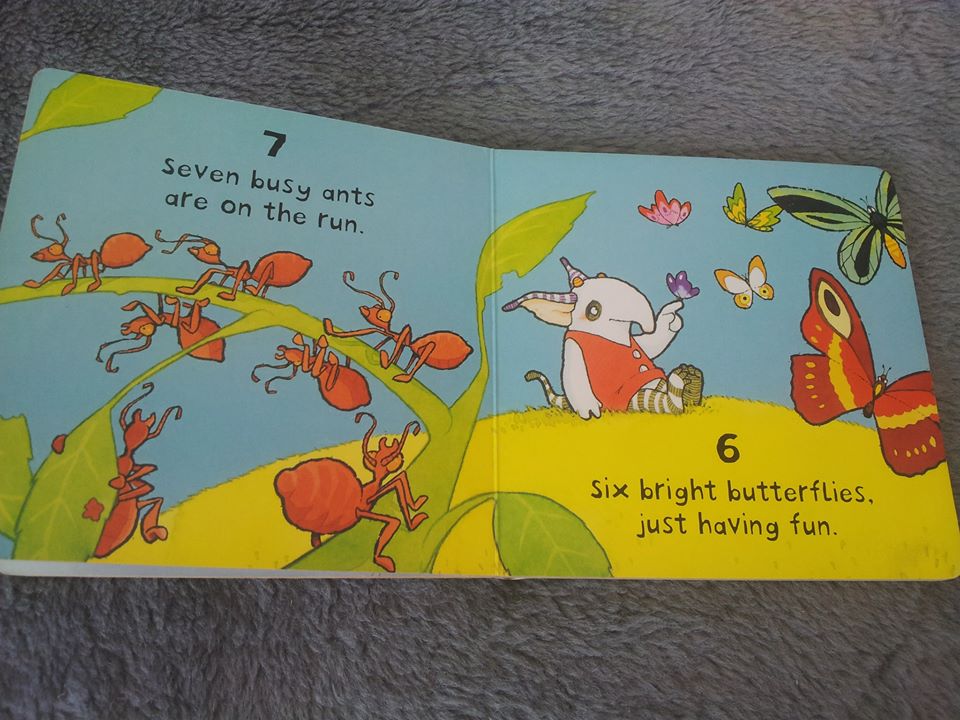 7
Seven busy ants
are on the run.
6
Six bright butterflies,
just having fun.